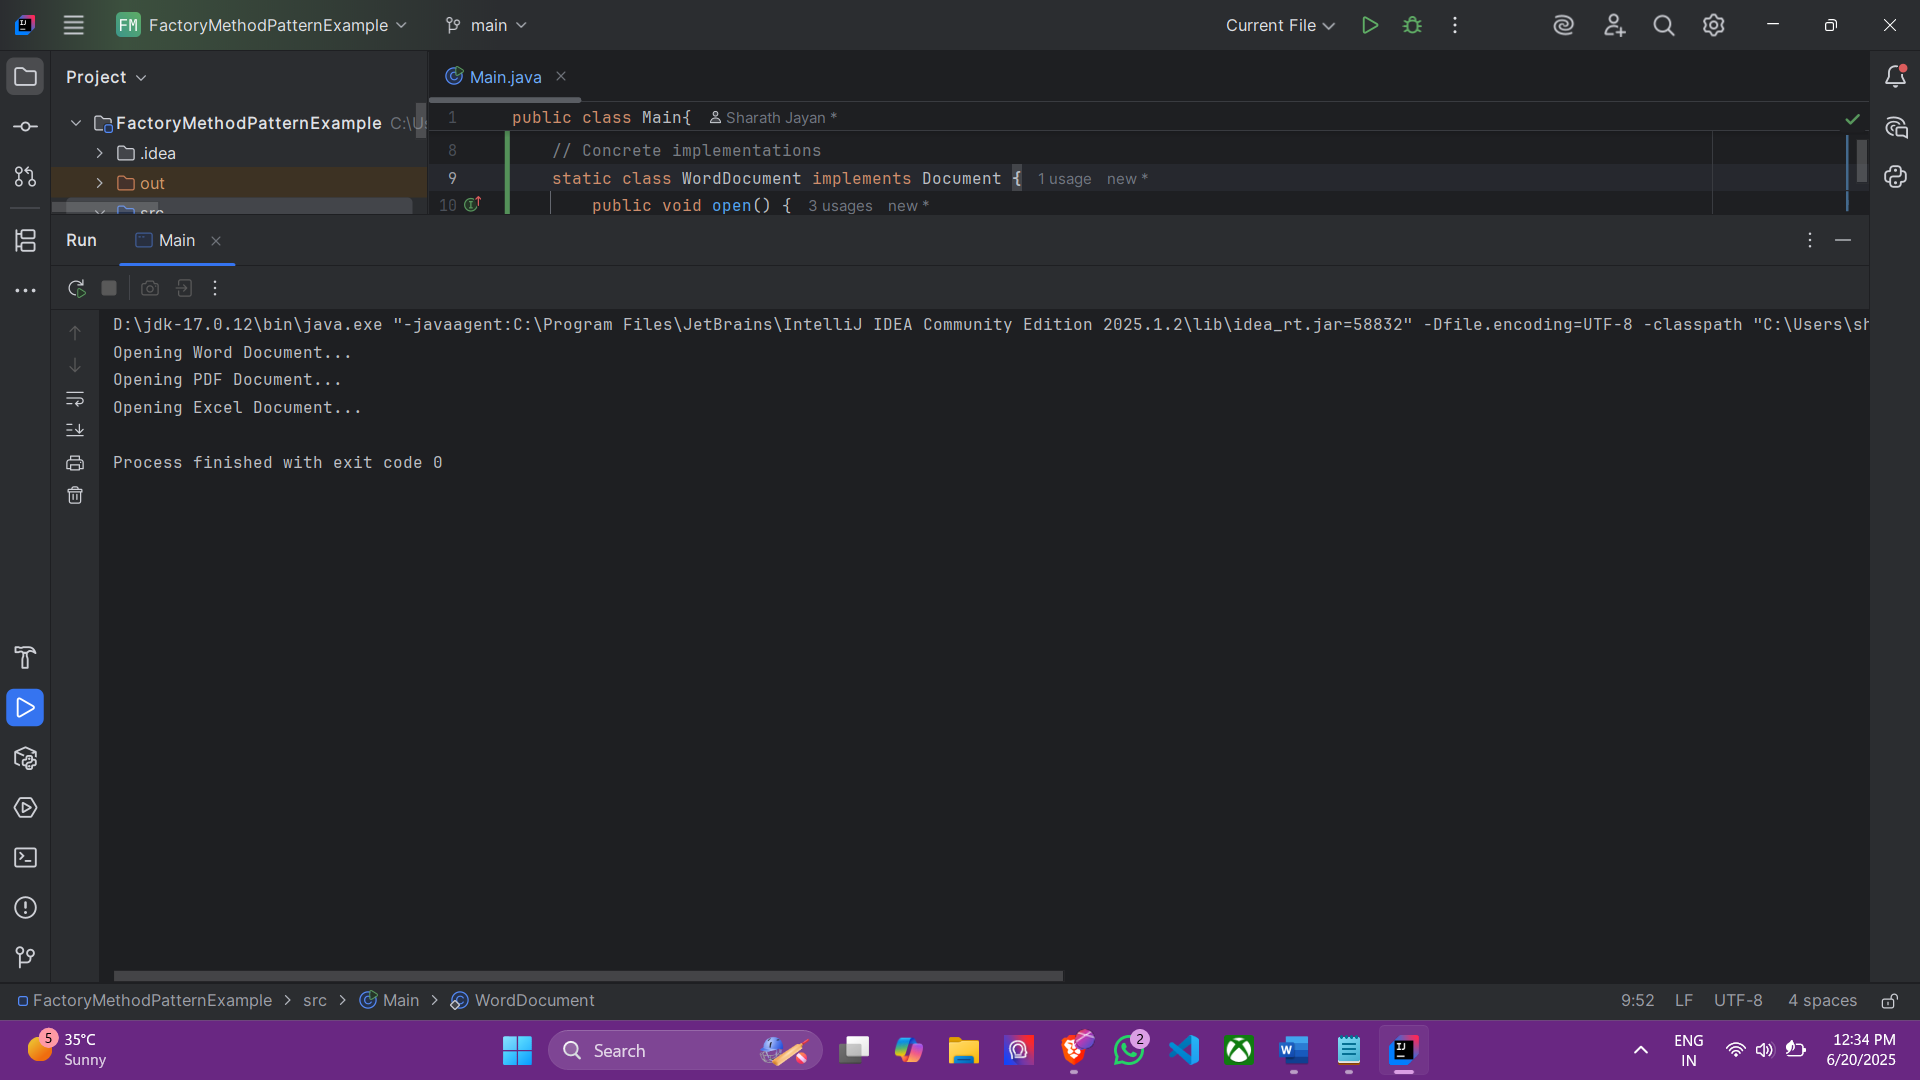 FM FactoryMethodPatternExample main Current File
Project
Main.java
FactoryMethodPatternExample C:\Us
.idea
out
src
1 public class Main{ Sharath Jayan *
8 // Concrete implementations
9 static class WordDocument implements Document { 1 usage new *
10 public void open() { 3 usages new *
Run Main
D:\jdk-17.0.12\bin\java.exe "-javaagent:C:\Program Files\JetBrains\IntelliJ IDEA Community Edition 2025.1.2\lib\idea_rt.jar=58832" -Dfile.encoding=UTF-8 -classpath "C:\Users\sh
Opening Word Document...
Opening PDF Document...
Opening Excel Document...
Process finished with exit code 0
FactoryMethodPatternExample > src > Main > WordDocument 9:52 LF UTF-8 4 spaces
5 35°C
Sunny
Search
2
ENG
IN
12:34 PM
6/20/2025